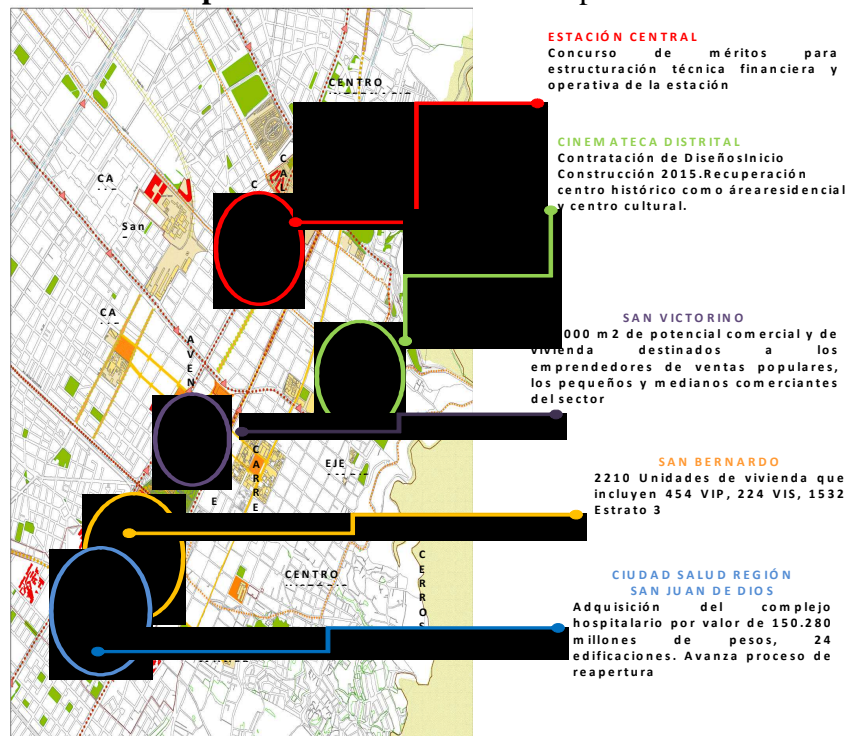 ESTACIÓN CENTRAL
Concurso de méritos para
estructuración técnica financiera y
operativa de la estación
CINEMATECA DISTRITAL
Contratación de DiseñosInicio
Construcción 2015.Recuperación
centro histórico como árearesidencial
y centro cultural.
SAN VICTORINO
000 m2 de potencial comercial y de
vivienda destinados a los
emprendedores de ventas populares,
los pequeños y medianos comerciantes
del sector
SAN BERNARDO
2210 Unidades de vivienda que
incluyen 454 VIP, 224 VIS, 1532
Estrato 3
CIUDAD SALUD REGIÓN
SAN JUAN DE DIOS
Adquisición del complejo
hospitalario por valor de 150.280
millones de pesos, 24
edificaciones. Avanza proceso de
reapertura
CENTRO
CA
San
CA
AVEN
CARRE
EJE
E
CENTRO
CERROS